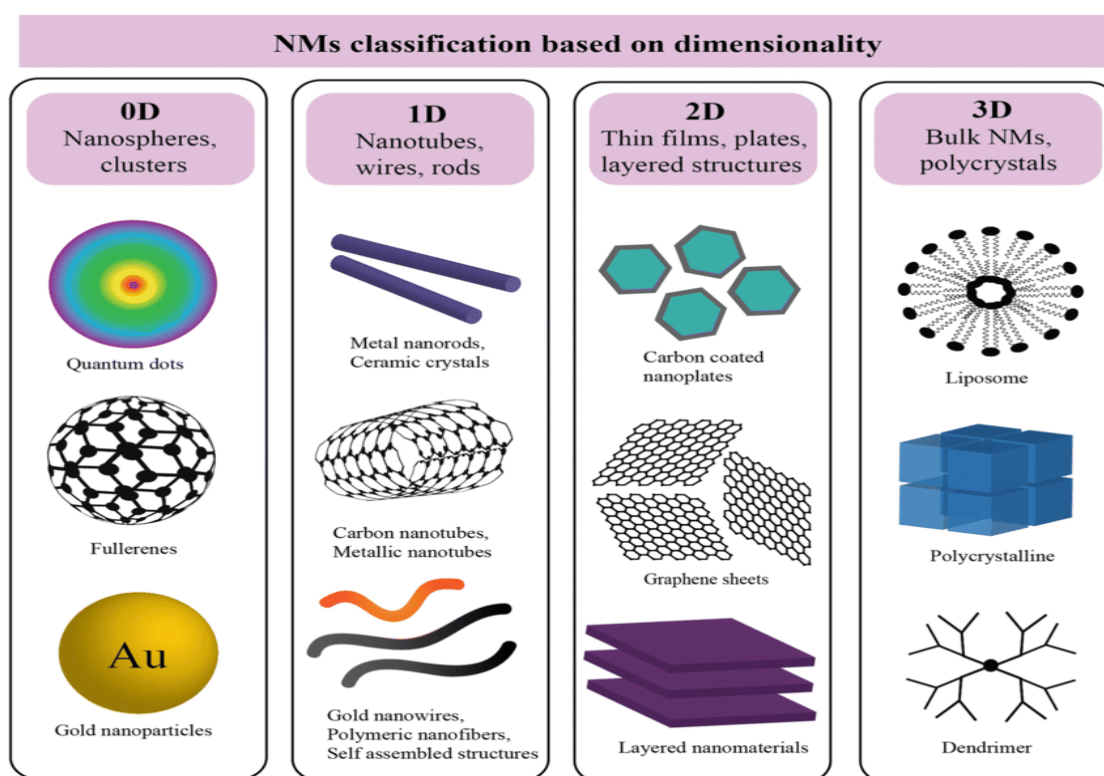 NMs classification based on dimensionality
0D
Nanospheres,
clusters
Quantum dots
Fullerenes
Au
Gold nanoparticles
1D
Nanotubes,
wires, rods
Metal nanorods,
Ceramic crystals
Carbon nanotubes,
Metallic nanotubes
Gold nanowires,
Polymeric nanofibers,
Self assembled structures
2D
Thin films, plates,
layered structures
Carbon coated
nanoplates
Graphene sheets
Layered nanomaterials
3D
Bulk NMs,
polycrystals
Liposome
Polycrystalline
Dendrimer